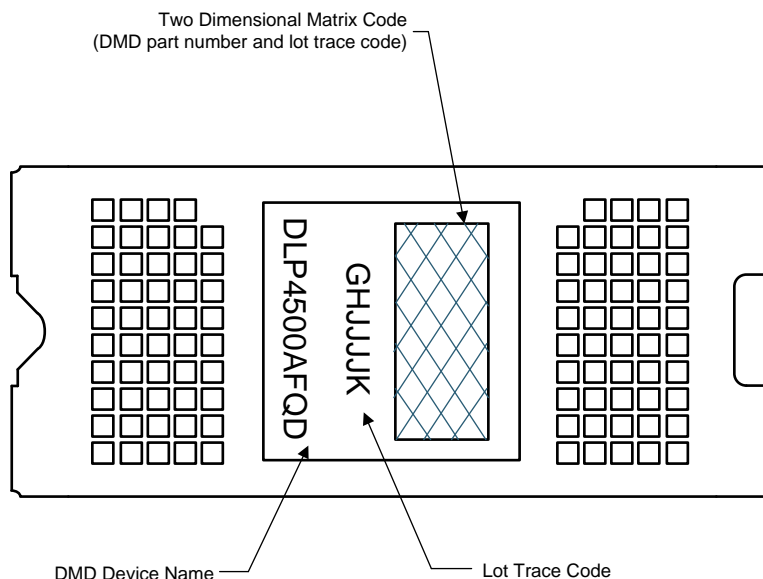 Two Dimensional Matrix Code
(DMD part number and lot trace code)
DLP4500AFQD
GHJJJJK
DMD Device Name
Lot Trace Code